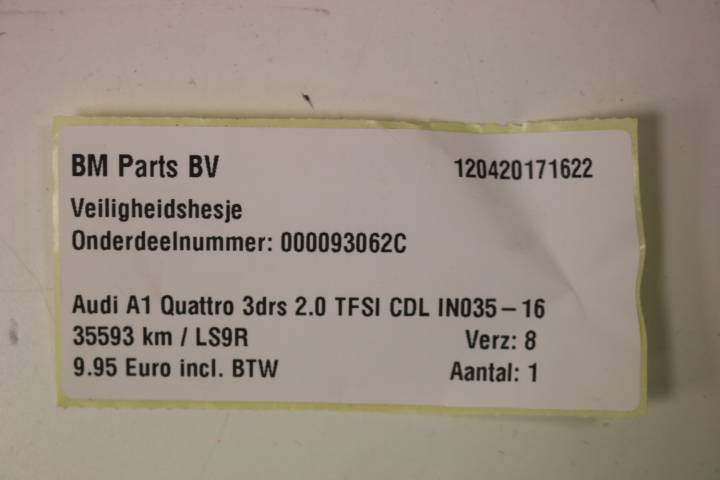 BM Parts BV 120420171622
Veiligheidshesje
Onderdeelnummer: 000093062C
Audi A1 Quattro 3drs 2.0 TFSI CDL IN035-16
35593 km / LS9R Verz: 8
9.95 Euro incl. BTW Aantal: 1